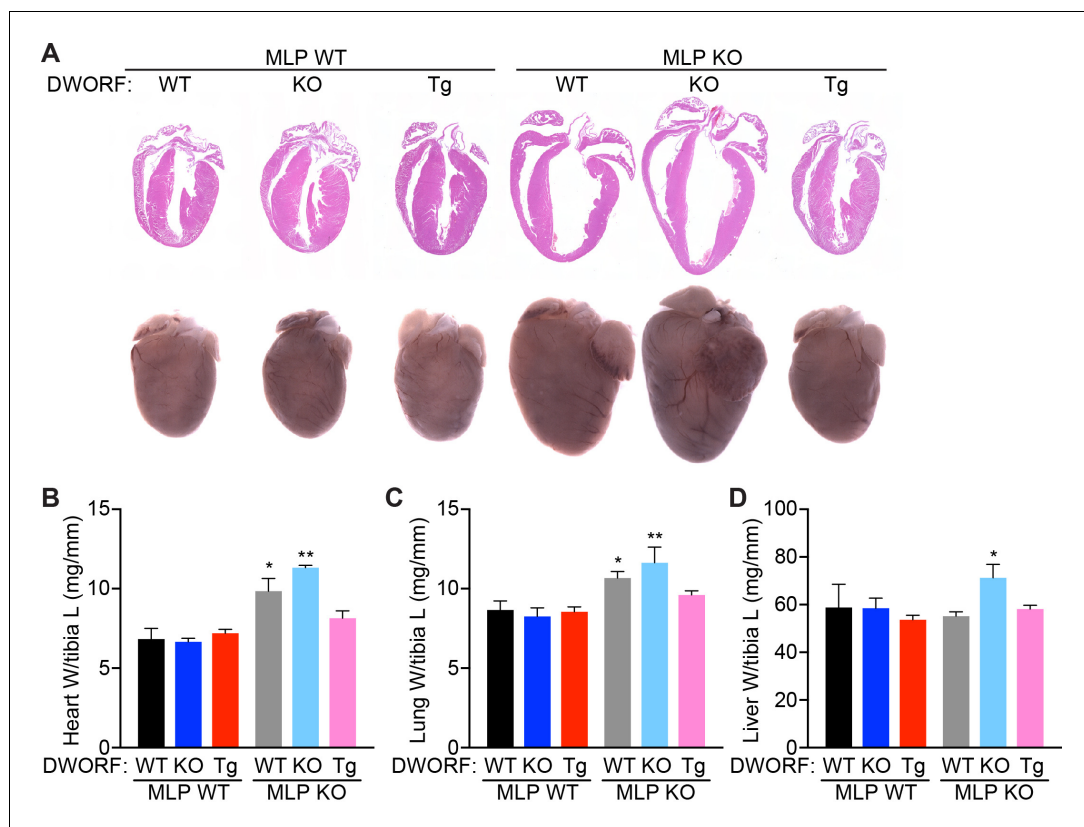 A
MLP WT MLP KO
DWORF: WT KO Tg WT KO Tg
B C D
Heart W/tibia L (mg/mm)
15
10
5
0
* **
DWORF: WT KO Tg WT KO Tg
MLP WT MLP KO
Lung W/tibia L (mg/mm)
15
10
5
0
* **
DWORF: WT KO Tg WT KO Tg
MLP WT MLP KO
Liver W/tibia L (mg/mm)
100
80
60
40
20
0
*
DWORF: WT KO Tg WT KO Tg
MLP WT MLP KO